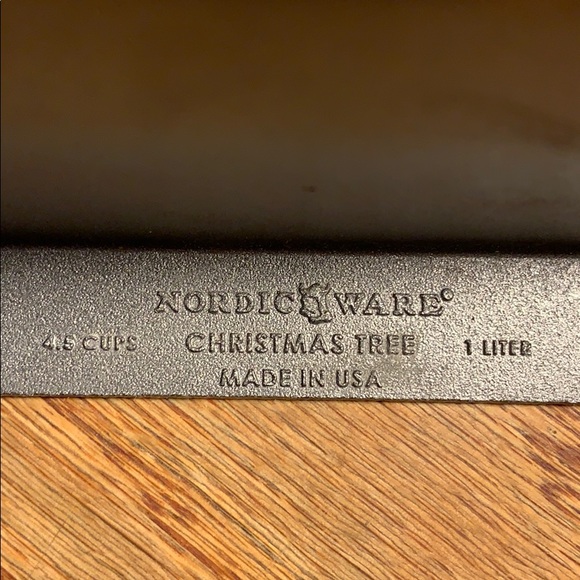 NORDIC WARE®
4.5 CUPS CHRISTMAS TREE 1 LITER
MADE IN USA